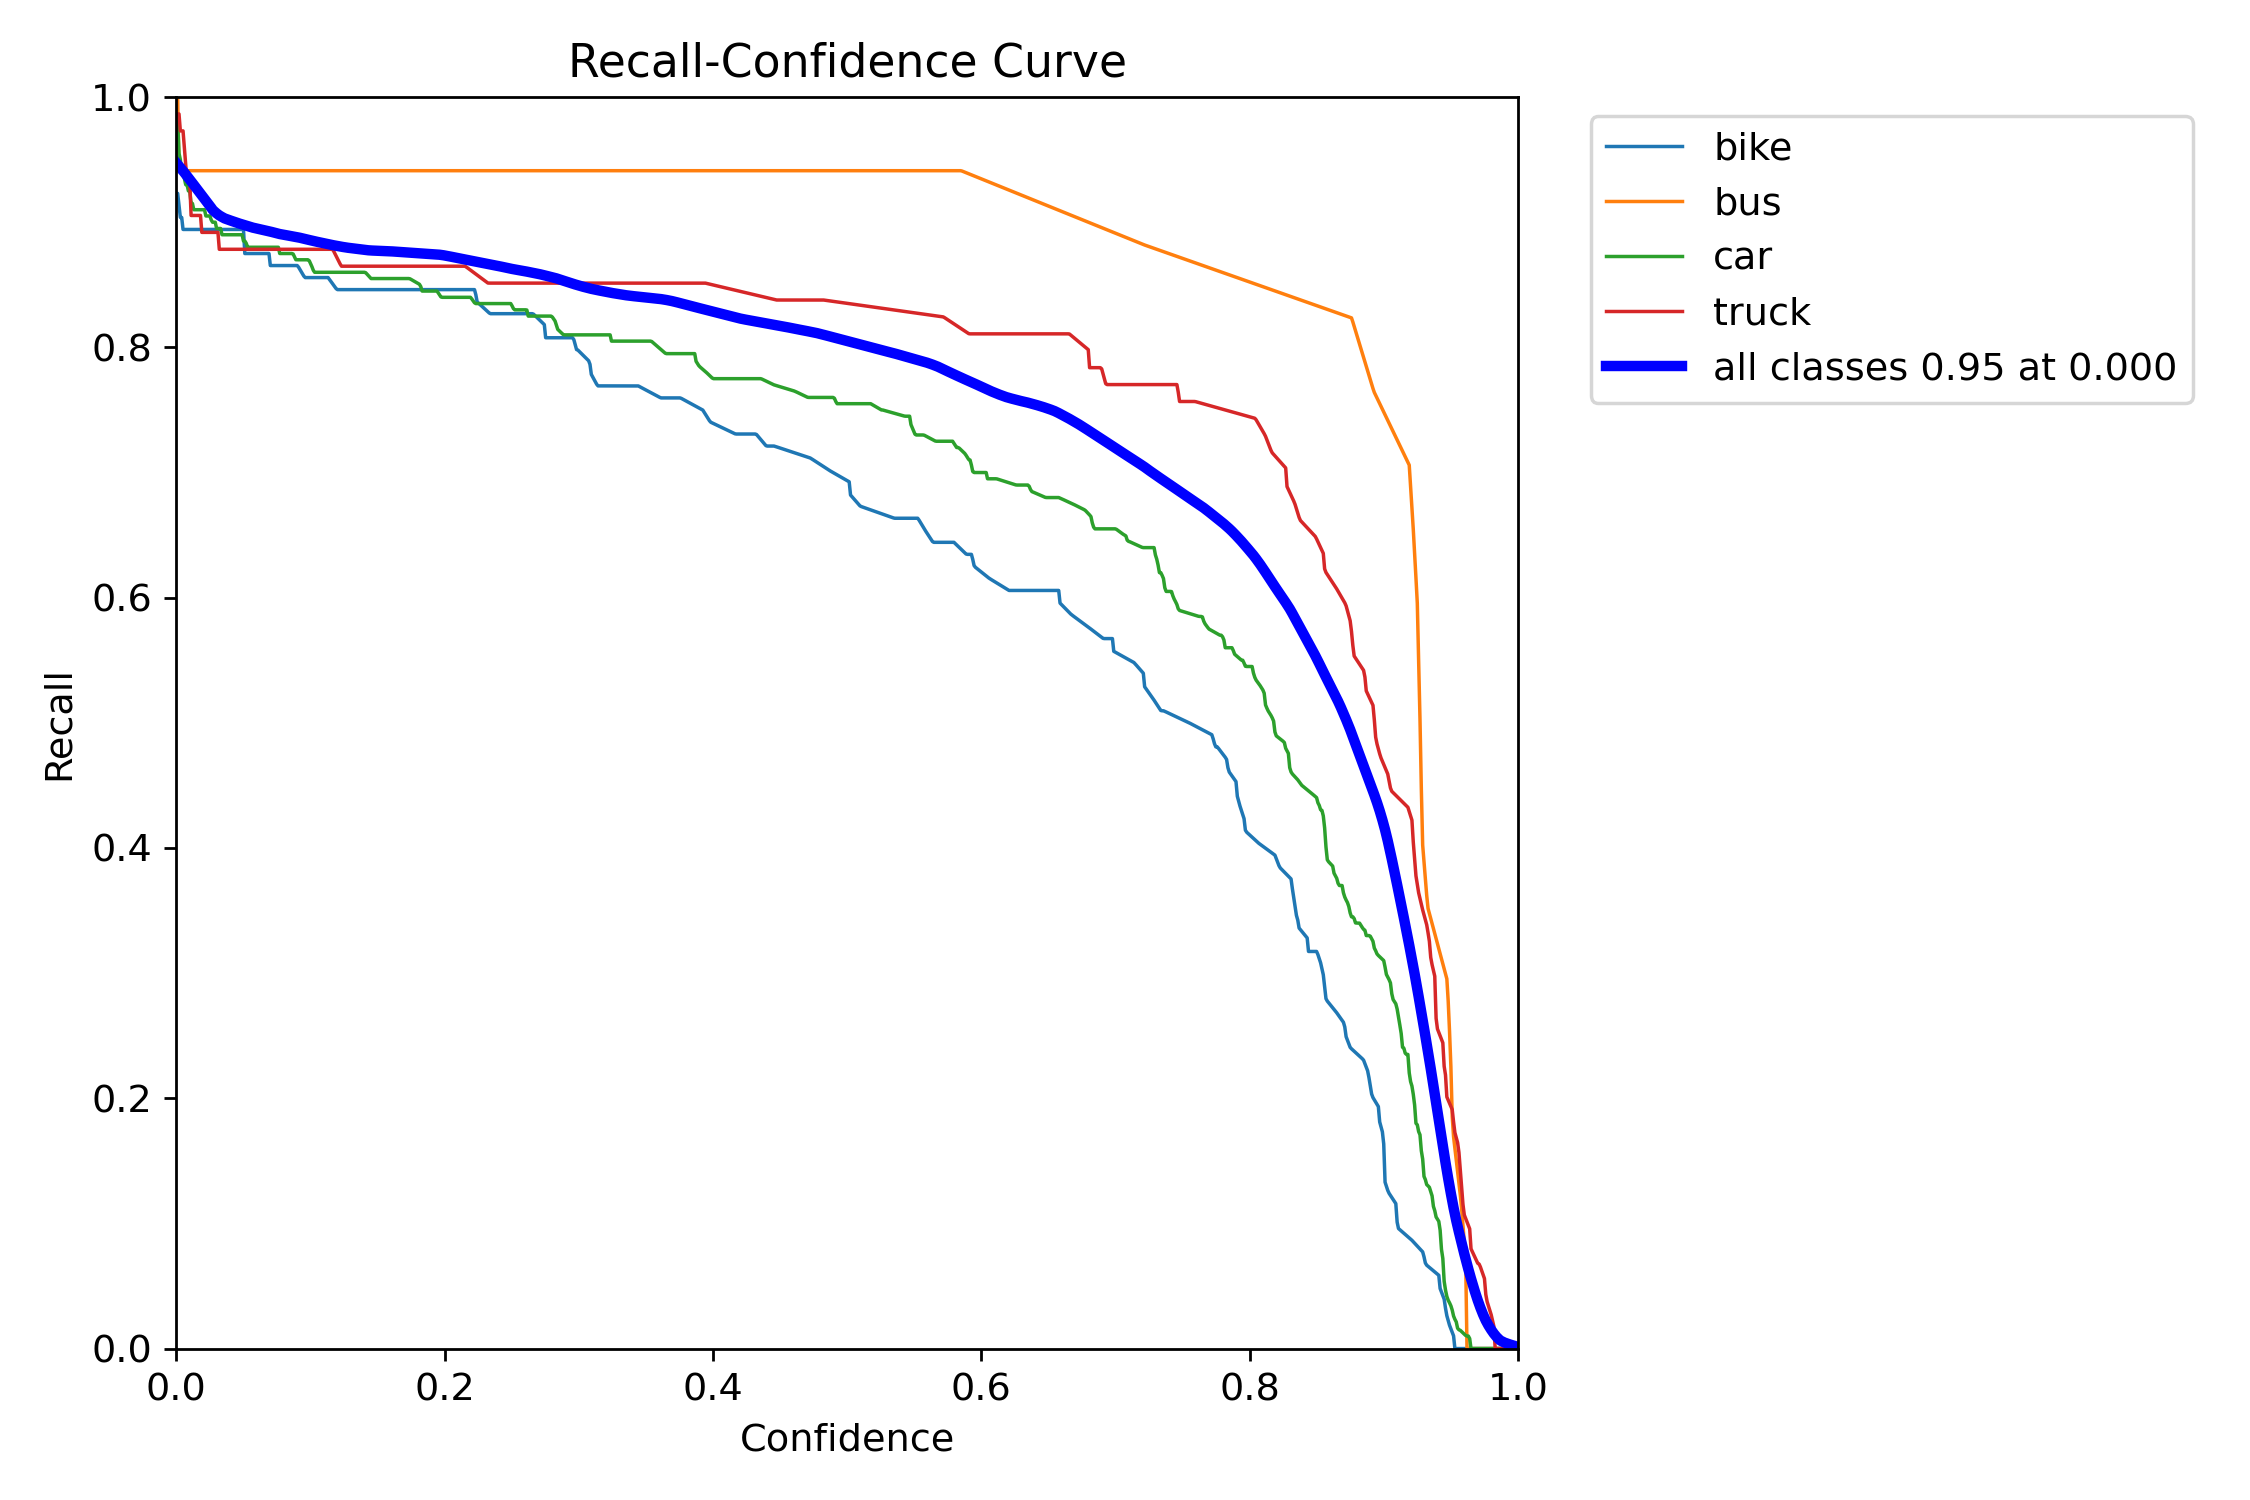 Recall-Confidence Curve
1.0
0.8
0.6
0.4
0.2
0.0
Recall
0.0 0.2 0.4 0.6 0.8 1.0
Confidence
bike
bus
car
truck
all classes 0.95 at 0.000